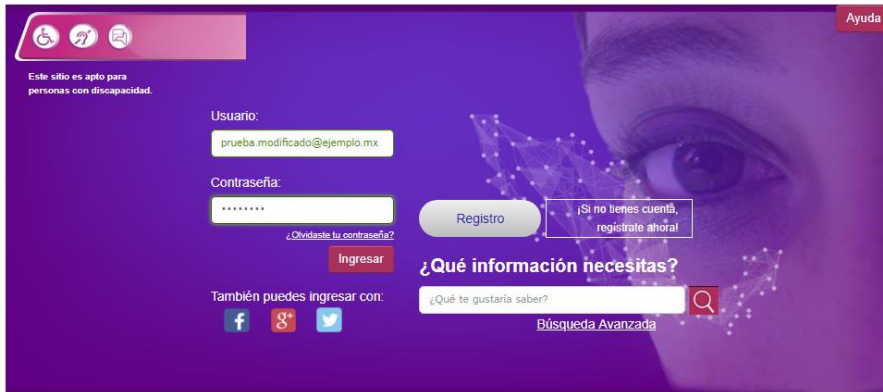 Ayuda
Este sitio es apto para
personas con discapacidad.
Usuario:
prueba.modificado@ejemplo.mx
Contraseña:
········
¿Olvidaste tu contraseña?
Ingresar
También puedes ingresar con:
f g+
Registro
¡Si no tienes cuenta,
regístrate ahora!
¿Qué información necesitas?
¿Qué te gustaría saber?
Búsqueda Avanzada